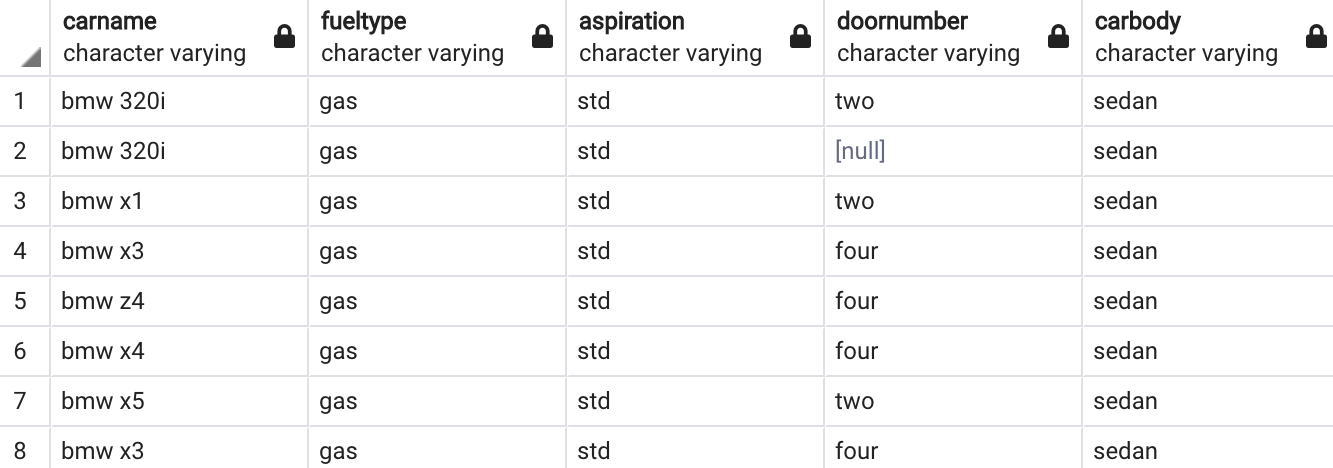 carname fueltype aspiration doornumber carbody
character varying character varying character varying character varying character varying
1 bmw 320i gas std two sedan
2 bmw 320i gas std [null] sedan
3 bmw x1 gas std two sedan
4 bmw x3 gas std four sedan
5 bmw z4 gas std four sedan
6 bmw x4 gas std four sedan
7 bmw x5 gas std two sedan
8 bmw x3 gas std four sedan